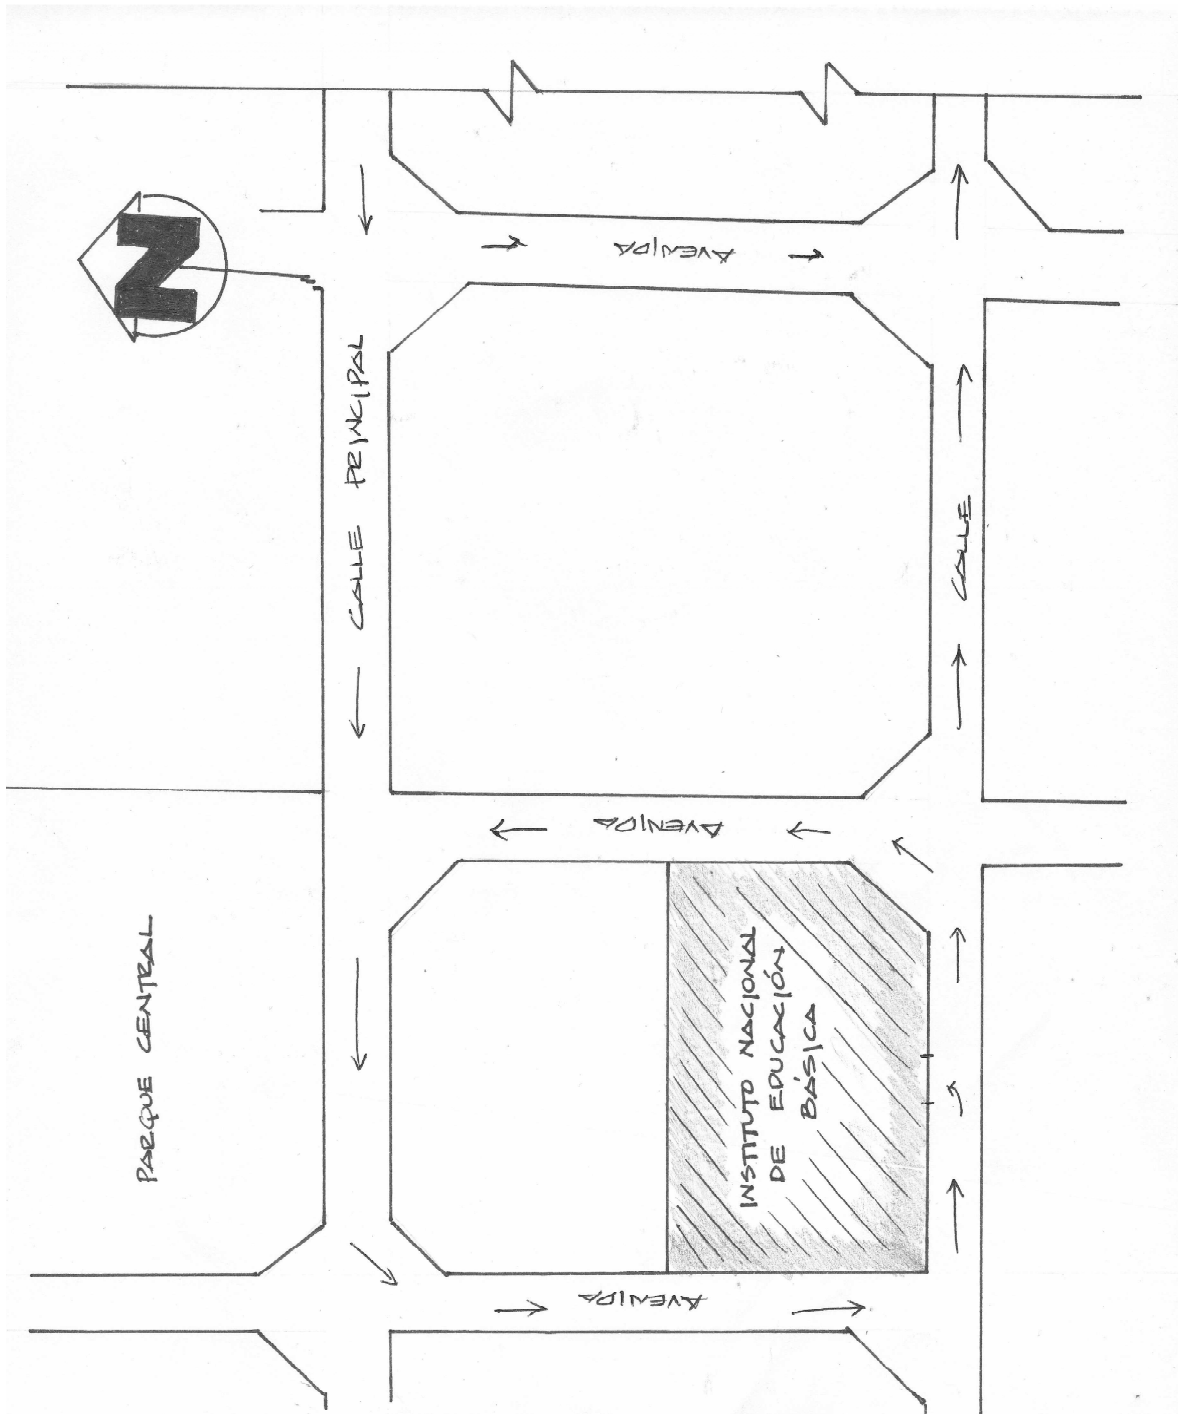 N
AVENIDA
CALLE PRINCIPAL
CALLE
AVENIDA
PARQUE CENTRAL
INSTITUTO NACIONAL
DE EDUCACIÓN
BÁSICA
AVENIDA